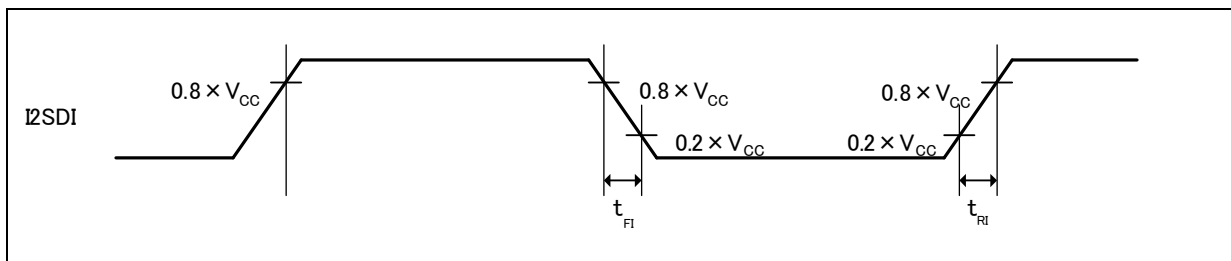 I2SDI
0.8 × VCC
0.8 × VCC
0.2 × VCC
0.8 × VCC
0.2 × VCC
tFI
tRI